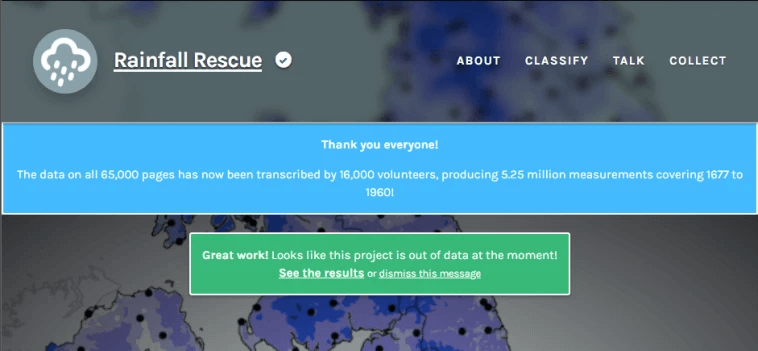 Rainfall Rescue
ABOUT CLASSIFY TALK COLLECT
Thank you everyone!
The data on all 65,000 pages has now been transcribed by 16,000 volunteers, producing 5.25 million measurements covering 1677 to
1960!
Great work! Looks like this project is out of data at the moment!
See the results or dismiss this message